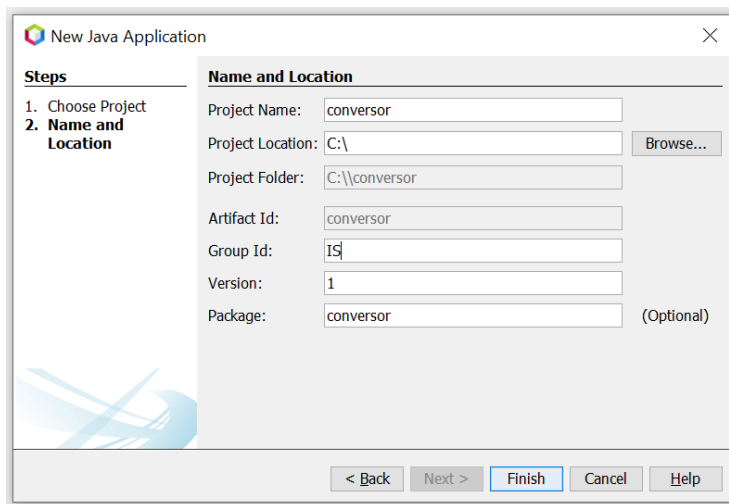 New Java Application
Steps
1. Choose Project
2. Name and
Location
Name and Location
Project Name: conversor
Project Location: C:\ Browse...
Project Folder: C:\\conversor
Artifact Id: conversor
Group Id: IS
Version: 1
Package: conversor (Optional)
< Back Next > Finish Cancel Help